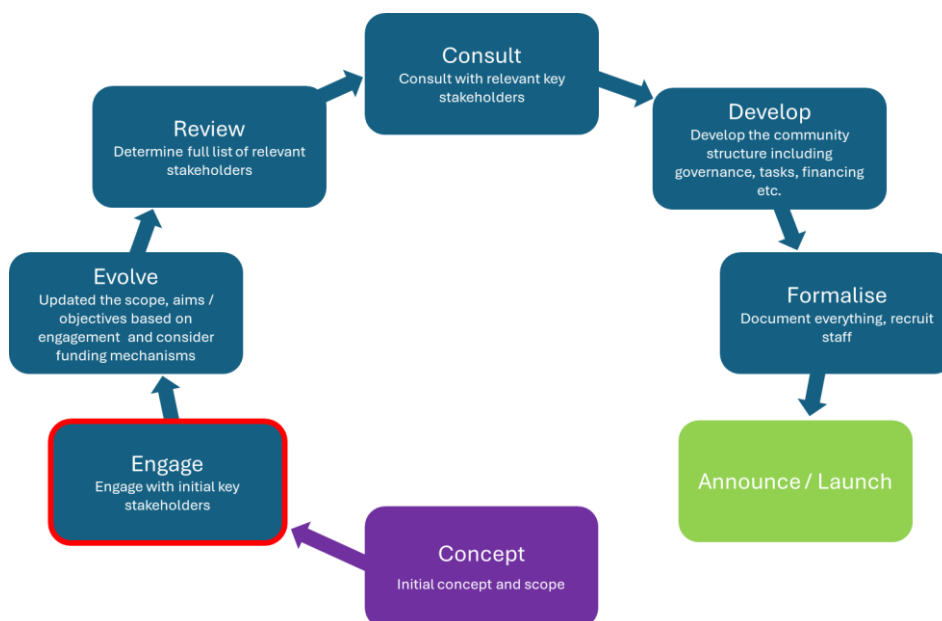 Consult
Consult with relevant key
stakeholders
Review
Determine full list of relevant
stakeholders
Develop
Develop the community
structure including
governance, tasks, financing
etc.
Evolve
Updated the scope, aims /
objectives based on
engagement and consider
funding mechanisms
Formalise
Document everything, recruit
staff
Engage
Engage with initial key
stakeholders
Announce / Launch
Concept
Initial concept and scope